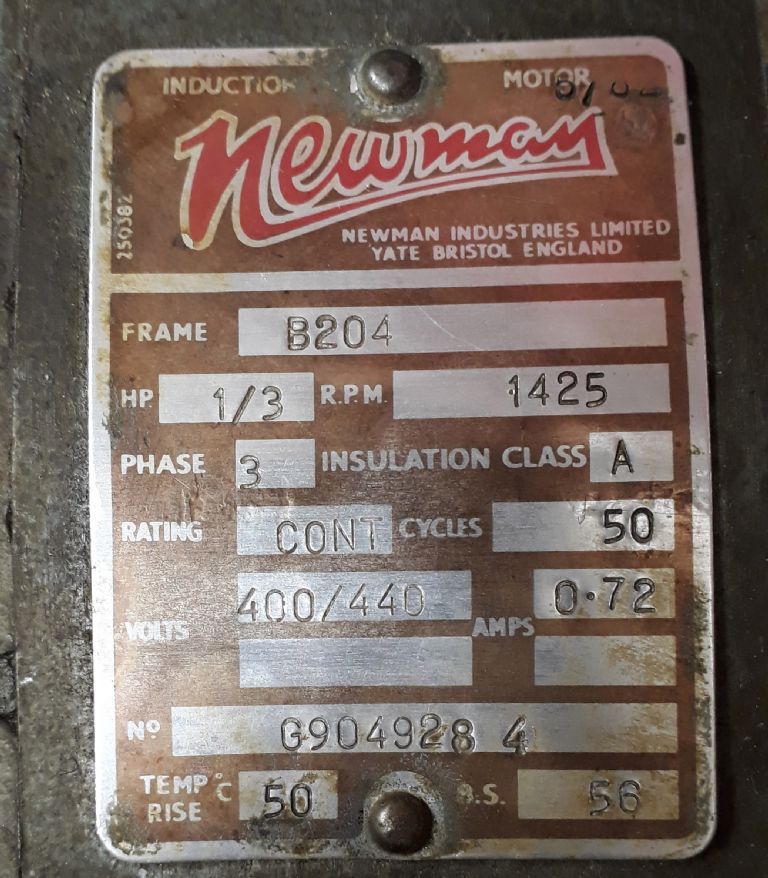 INDUCTION MOTOR
newman
250382
NEWMAN INDUSTRIES LIMITED
YATE BRISTOL ENGLAND
FRAME B204
HP. 1/3 R.P.M. 1425
PHASE 3 INSULATION CLASS A
RATING CONT CYCLES 50
VOLTS 400/440 AMPS 0·72
Nº G904928 4
TEMP °C RISE 50 B.S. 56